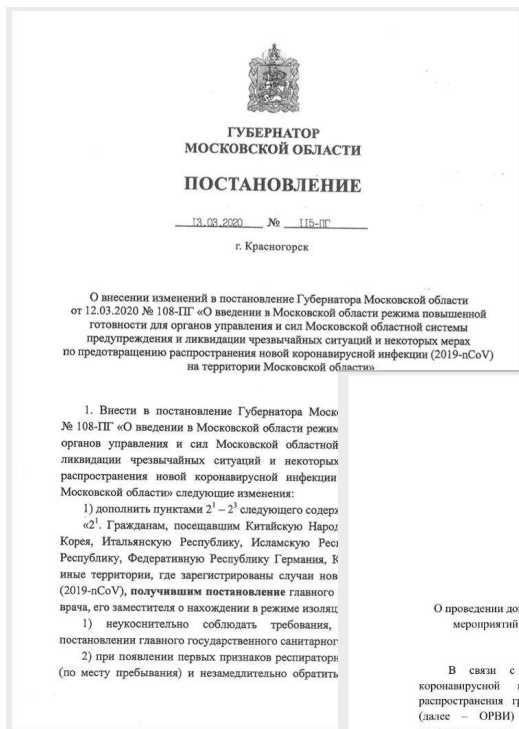 ГУБЕРНАТОР
МОСКОВСКОЙ ОБЛАСТИ
ПОСТАНОВЛЕНИЕ
13.03.2020 № 115-ПГ
г. Красногорск
О внесении изменений в постановление Губернатора Московской области
от 12.03.2020 № 108-ПГ «О введении в Московской области режима повышенной
готовности для органов управления и сил Московской областной системы
предупреждения и ликвидации чрезвычайных ситуаций и некоторых мерах
по предотвращению распространения новой коронавирусной инфекции (2019-nCoV)
на территории Московской области»
1. Внести в постановление Губернатора Моск
№ 108-ПГ «О введении в Московской области режим
органов управления и сил Московской областной
ликвидации чрезвычайных ситуаций и некоторых
распространения новой коронавирусной инфекции
Московской области» следующие изменения:
1) дополнить пунктами 2¹ – 2³ следующего содерж
«2¹. Гражданам, посещавшим Китайскую Народ
Корея, Итальянскую Республику, Исламскую Рес
Республику, Федеративную Республику Германия, К
иные территории, где зарегистрированы случаи нов
(2019-nCoV), получившим постановление главного
врача, его заместителя о нахождении в режиме изоляц
1) неукоснительно соблюдать требования,
постановлении главного государственного санитарног
2) при появлении первых признаков респираторн
(по месту пребывания) и незамедлительно обратить
О проведении до
мероприятий
В связи с
коронавирусной
распространения гр
(далее – ОРВИ)